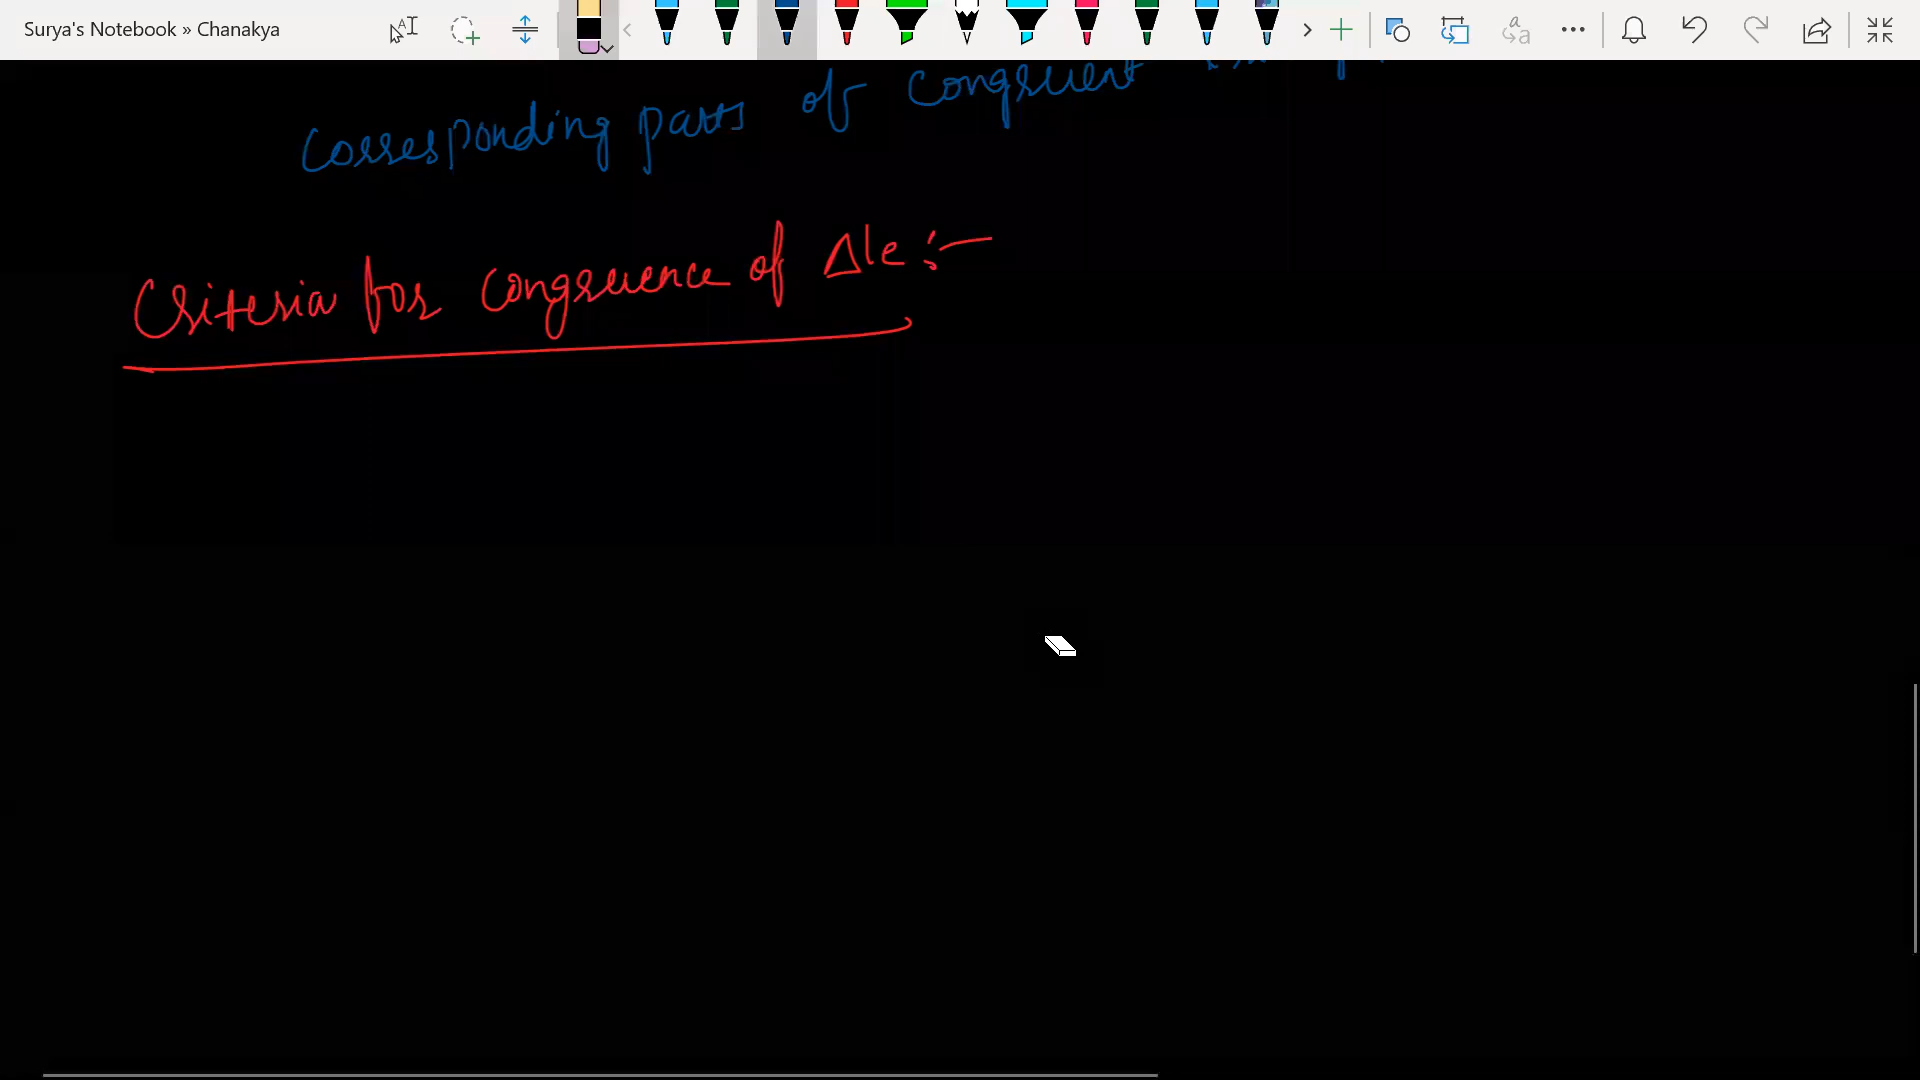 Surya's Notebook » Chanakya
Corresponding parts of Congruent
Criteria for Congruence of Δle :-